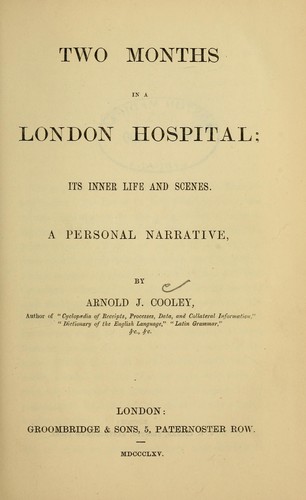 TWO MONTHS
IN A
LONDON HOSPITAL;
ITS INNER LIFE AND SCENES.
A PERSONAL NARRATIVE,
BY
ARNOLD J. COOLEY,
Author of "Cyclopædia of Receipts, Processes, Data, and Collateral Information,"
"Dictionary of the English Language," "Latin Grammar,"
&c., &c.
LONDON:
GROOMBRIDGE & SONS, 5, PATERNOSTER ROW.
MDCCCLXV.